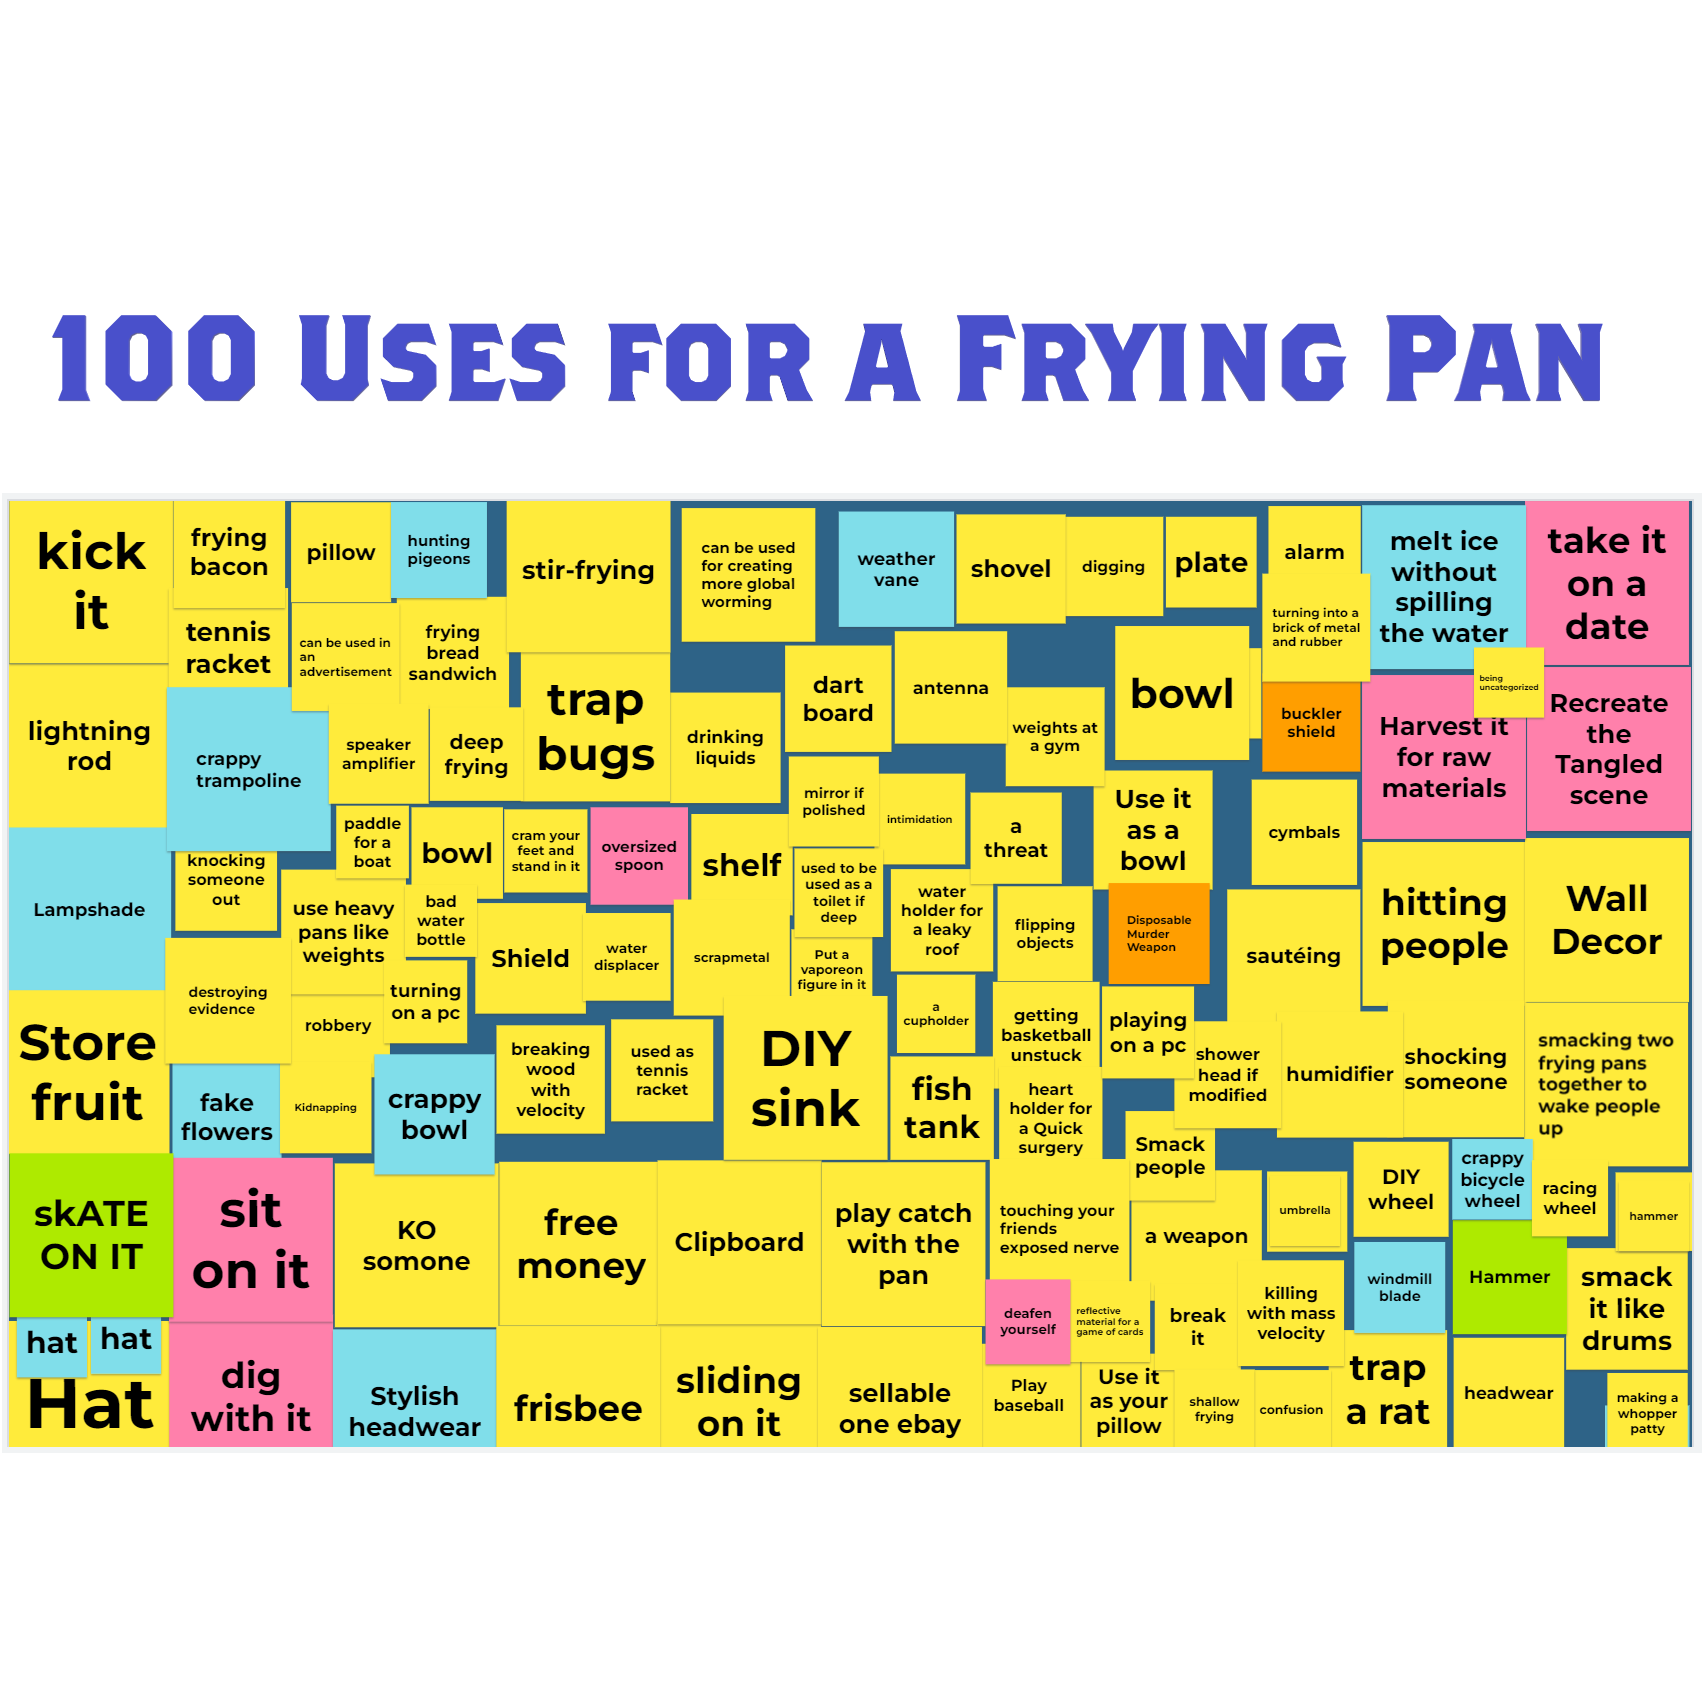 100 Uses for a Frying Pan
kick
it
frying
bacon
pillow
hunting
pigeons
stir-frying
can be used
for creating
more global
worming
weather
vane
shovel
digging
plate
alarm
melt ice
without
spilling
the water
take it
on a
date
tennis
racket
can be used in
an
advertisement
frying
bread
sandwich
turning into a
brick of metal
and rubber
lightning
rod
crappy
trampoline
speaker
amplifier
deep
frying
trap
bugs
drinking
liquids
dart
board
antenna
weights at
a gym
bowl
buckler
shield
being
uncategorized
Harvest it
for raw
materials
Recreate
the
Tangled
scene
mirror if
polished
intimidation
a
threat
Use it
as a
bowl
cymbals
Lampshade
knocking
someone
out
paddle
for a
boat
bowl
cram your
feet and
stand in it
oversized
spoon
shelf
used to be
used as a
toilet if
deep
water
holder for
a leaky
roof
flipping
objects
Disposable
Murder
Weapon
sautéing
hitting
people
Wall
Decor
use heavy
pans like
weights
bad
water
bottle
Shield
water
displacer
scrapmetal
Put a
vaporeon
figure in it
destroying
evidence
robbery
turning
on a pc
a
cupholder
getting
basketball
unstuck
playing
on a pc
Store
fruit
fake
flowers
Kidnapping
crappy
bowl
breaking
wood
with
velocity
used as
tennis
racket
DIY
sink
fish
tank
heart
holder for
a Quick
surgery
shower
head if
modified
humidifier
shocking
someone
smacking two
frying pans
together to
wake people
up
Smack
people
skATE
ON IT
sit
on it
KO
somone
free
money
Clipboard
play catch
with the
pan
touching your
friends
exposed nerve
a weapon
umbrella
DIY
wheel
crappy
bicycle
wheel
racing
wheel
hammer
deafen
yourself
reflective
material for a
game of cards
break
it
killing
with mass
velocity
windmill
blade
Hammer
smack
it like
drums
hat
hat
Hat
dig
with it
Stylish
headwear
frisbee
sliding
on it
sellable
one ebay
Play
baseball
Use it
as your
pillow
shallow
frying
confusion
trap
a rat
headwear
making a
whopper
patty